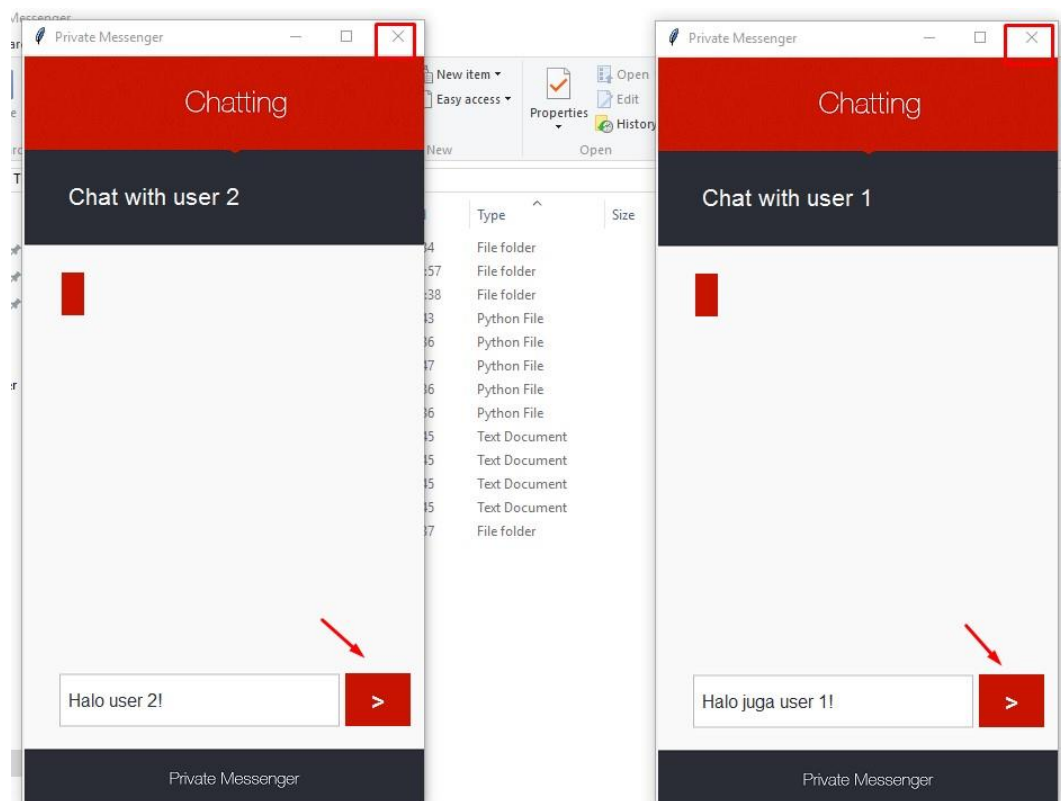 Messenger
Private Messenger
Chatting
Chat with user 2
Halo user 2!
>
Private Messenger
New item
Easy access
New
Properties
Open
Edit
History
Open
Type
Size
File folder
:57
File folder
:38
File folder
Python File
Python File
Python File
Python File
Python File
Text Document
Text Document
Text Document
Text Document
File folder
Private Messenger
Chatting
Chat with user 1
Halo juga user 1!
>
Private Messenger